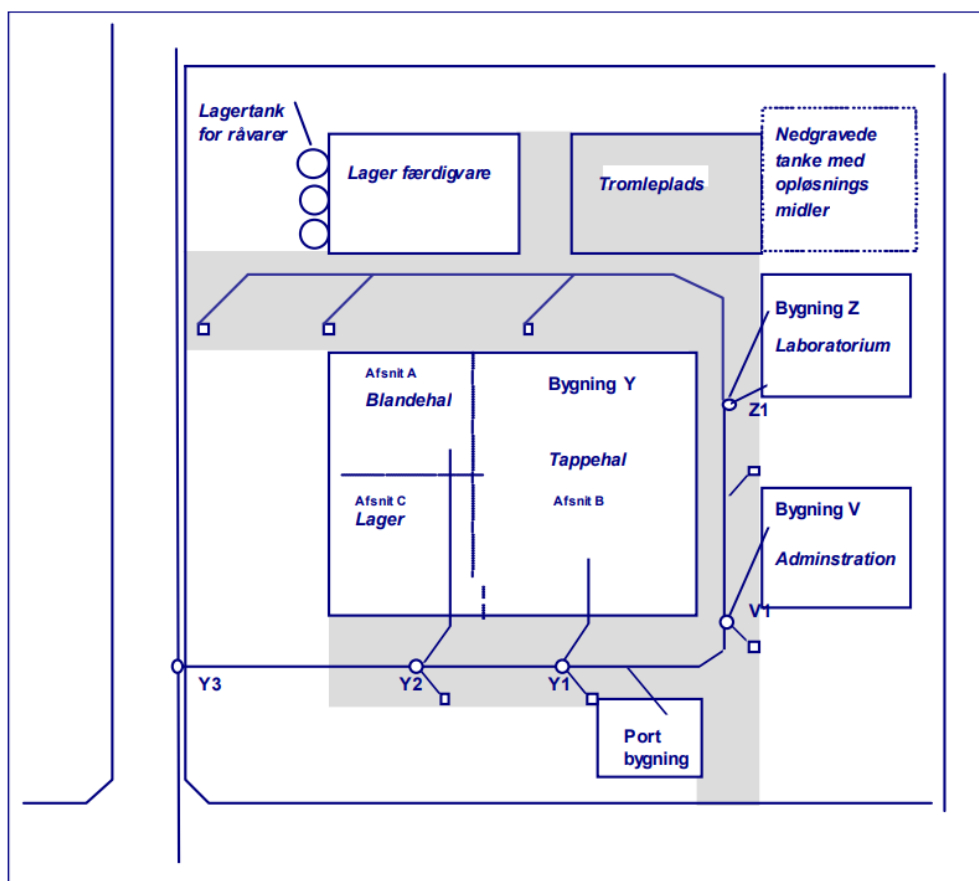 Lagertank
for råvarer
Lager færdigvare
Tromleplads
Nedgravede
tanke med
opløsnings
midler
Bygning Z
Laboratorium
Z1
Afsnit A
Blandehal
Bygning Y
Tappehal
Afsnit B
Afsnit C
Lager
Bygning V
Adminstration
V1
Y3
Y2
Y1
Port
bygning